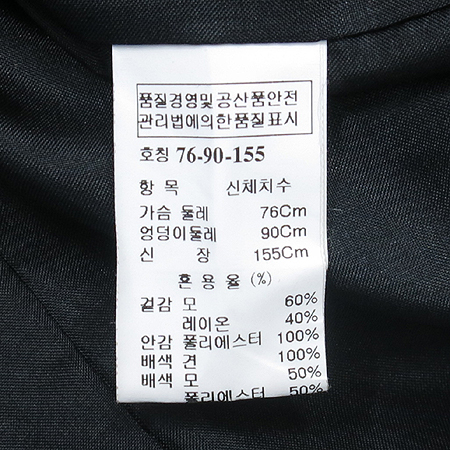 품질경영및공산품안전
관리법에의한품질표시
호칭 76-90-155
항 목 신체치수
가슴 둘레 76Cm
엉덩이둘레 90Cm
신 장 155Cm
혼 용 율 (%)
겉감 모 60%
레이온 40%
안감 폴리에스터 100%
배색 견 100%
배색 모 50%
폴리에스터 50%